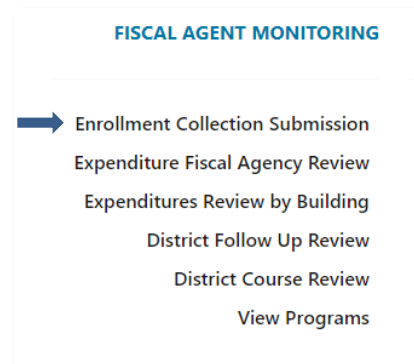 FISCAL AGENT MONITORING
Enrollment Collection Submission
Expenditure Fiscal Agency Review
Expenditures Review by Building
District Follow Up Review
District Course Review
View Programs